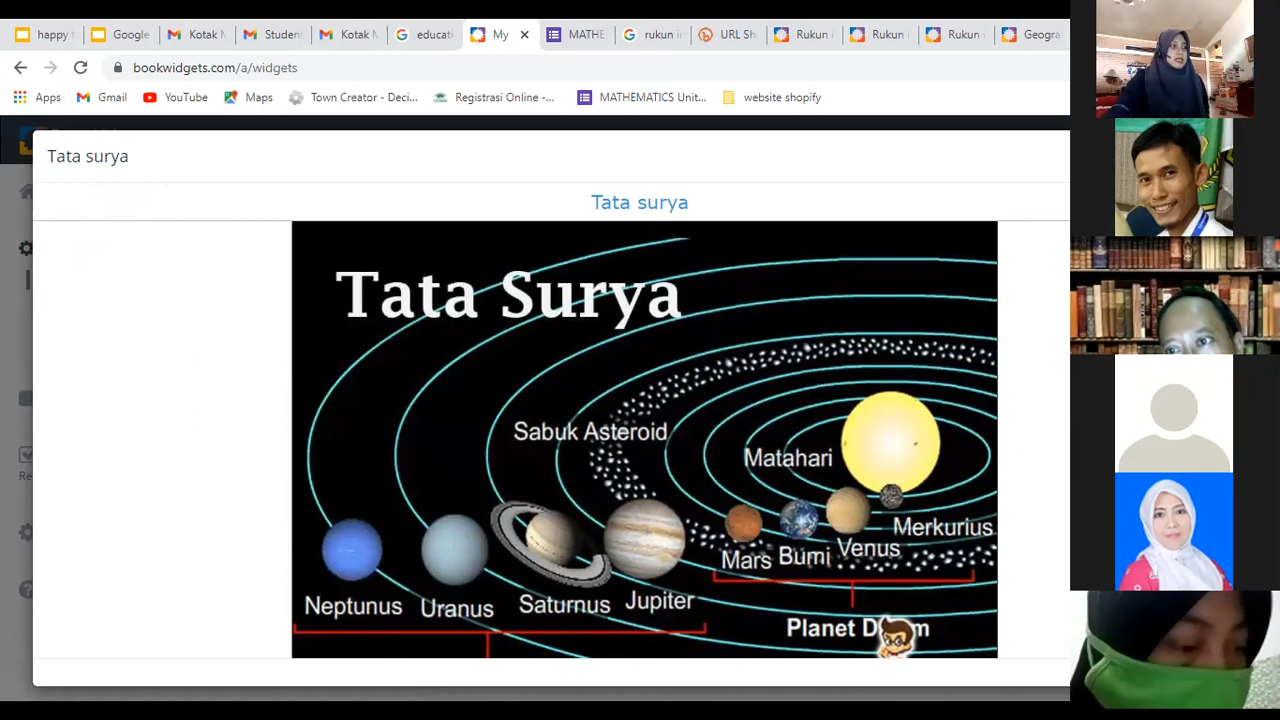 happy t
Google
Kotak M
Student
Kotak M
educati
My
MATHE
rukun in
URL Sh
Rukun i
Rukun i
Rukun i
Geogra
bookwidgets.com/a/widgets
Apps
Gmail
YouTube
Maps
Town Creator - Deci...
Registrasi Online -...
MATHEMATICS Unit...
website shopify
Tata surya
Tata surya
Tata Surya
Sabuk Asteroid
Matahari
Merkurius
Mars
Bumi
Venus
Neptunus
Uranus
Saturnus
Jupiter
Planet
Re